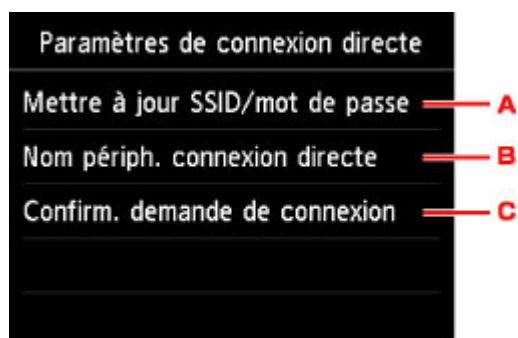 Paramètres de connexion directe
Mettre à jour SSID/mot de passe A
Nom périph. connexion directe B
Confirm. demande de connexion C